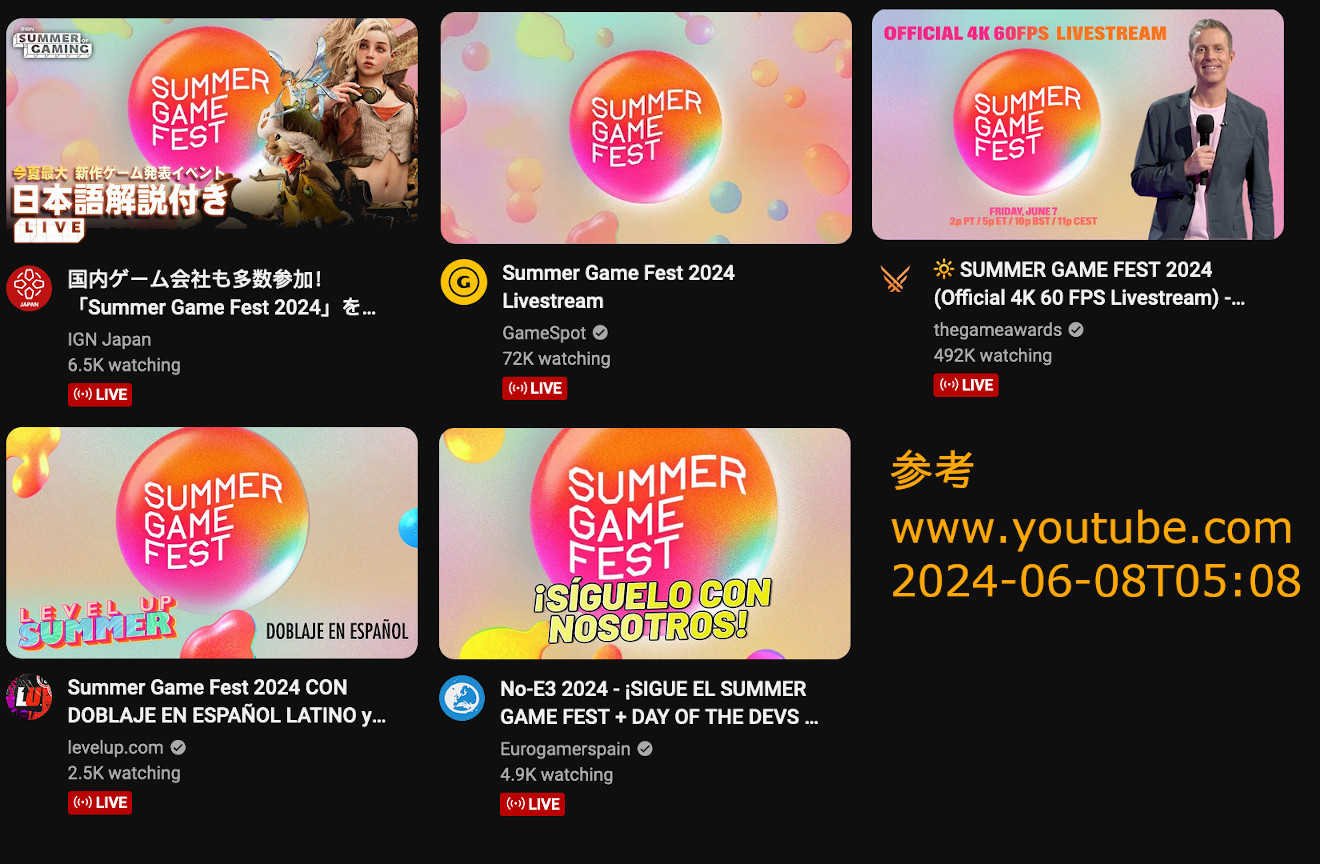 IGN
SUMMER OF
GAMING
SUMMER
GAME
FEST
今夏最大 新作ゲーム発表イベント
日本語解説付き
LIVE
JAPAN
国内ゲーム会社も多数参加!
「Summer Game Fest 2024」を...
IGN Japan
6.5K watching
LIVE
SUMMER
GAME
FEST
G
Summer Game Fest 2024
Livestream
GameSpot
72K watching
LIVE
OFFICIAL 4K 60FPS LIVESTREAM
SUMMER
GAME
FEST
FRIDAY, JUNE 7
2p PT / 5p ET / 10p BST / 11p CEST
🔆 SUMMER GAME FEST 2024
(Official 4K 60 FPS Livestream) -...
thegameawards
492K watching
LIVE
SUMMER
GAME
FEST
LEVEL UP
SUMMER
DOBLAJE EN ESPAÑOL
LU!
Summer Game Fest 2024 CON
DOBLAJE EN ESPAÑOL LATINO y...
levelup.com
2.5K watching
LIVE
SUMMER
GAME
FEST
¡SÍGUELO CON
NOSOTROS!
No-E3 2024 - ¡SIGUE EL SUMMER
GAME FEST + DAY OF THE DEVS ...
Eurogamerspain
4.9K watching
LIVE
参考
www.youtube.com
2024-06-08T05:08